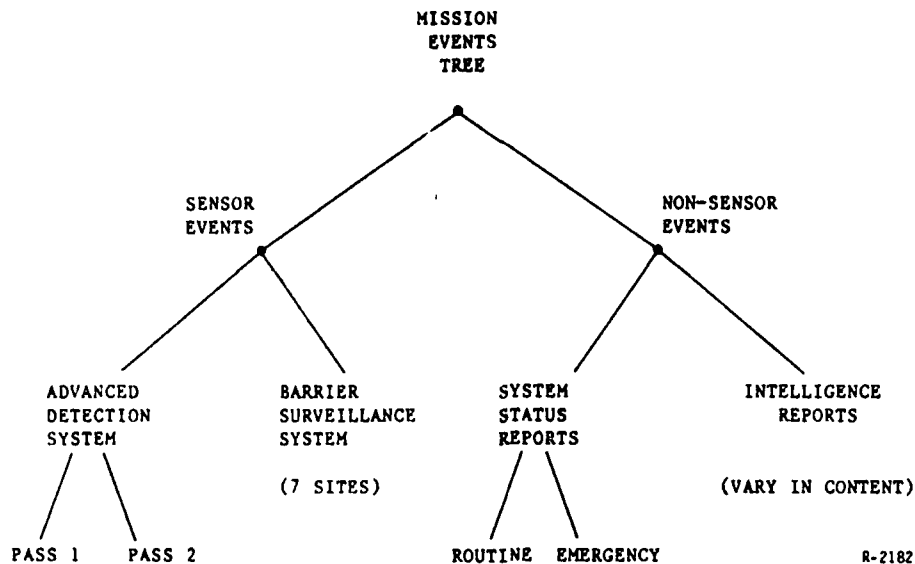 MISSION
EVENTS
TREE
SENSOR
EVENTS
NON-SENSOR
EVENTS
ADVANCED
DETECTION
SYSTEM
BARRIER
SURVEILLANCE
SYSTEM
(7 SITES)
SYSTEM
STATUS
REPORTS
INTELLIGENCE
REPORTS
(VARY IN CONTENT)
PASS 1
PASS 2
ROUTINE
EMERGENCY
R-2182